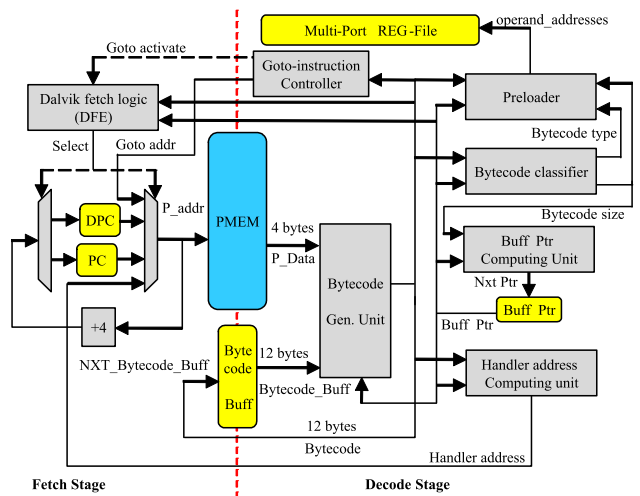 operand_addresses
Multi-Port REG-File
Goto activate
Goto-instruction
Controller
Preloader
Dalvik fetch logic
(DFE)
Bytecode type
Select
Goto addr
Bytecode classifier
P_addr
PMEM
DPC
4 bytes
P_Data
Bytecode size
Buff Ptr
Computing Unit
PC
Bytecode
Gen. Unit
Nxt Ptr
Buff Ptr
Buff Ptr
+4
NXT_Bytecode_Buff
Byte
code
Buff
12 bytes
Bytecode_Buff
Handler address
Computing unit
12 bytes
Bytecode
Handler address
Fetch Stage
Decode Stage